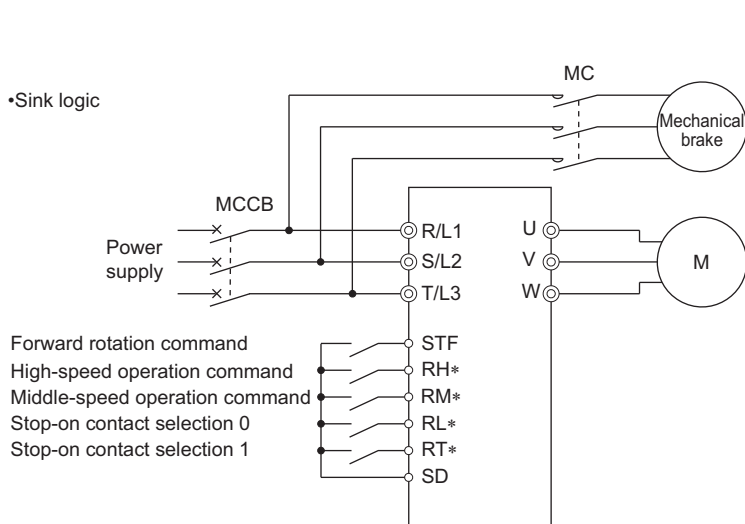 MC
•Sink logic
Mechanical
brake
MCCB
Power
supply
R/L1
S/L2
T/L3
U
V
W
M
Forward rotation command
STF
High-speed operation command
RH*
Middle-speed operation command
RM*
Stop-on contact selection 0
RL*
Stop-on contact selection 1
RT*
SD